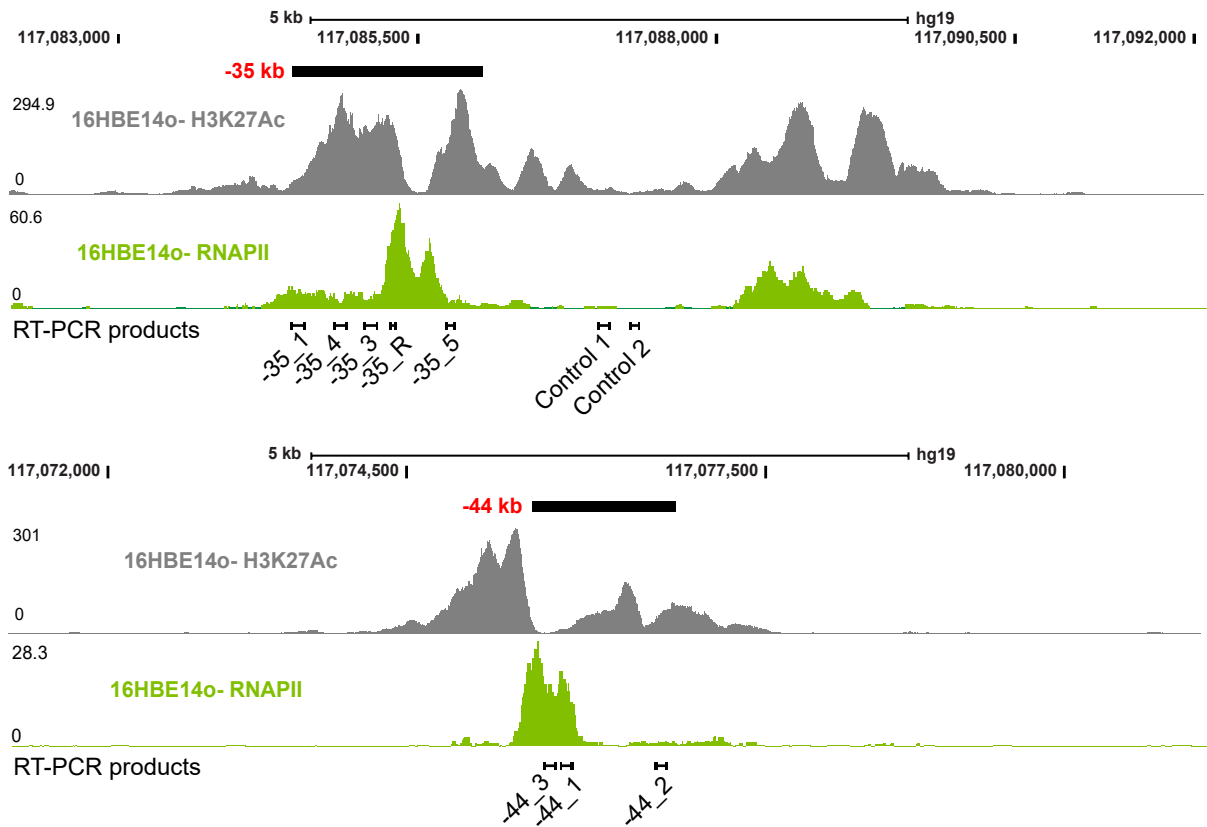 5 kb hg19
117,083,000 117,085,500 117,088,000 117,090,500 117,092,000
-35 kb
294.9
16HBE14o- H3K27Ac
0
60.6
16HBE14o- RNAPII
0
RT-PCR products
-35_1 -35_4 -35_3 -35_R -35_5 Control 1 Control 2
5 kb hg19
117,072,000 117,074,500 117,077,500 117,080,000
-44 kb
301
16HBE14o- H3K27Ac
0
28.3
16HBE14o- RNAPII
0
RT-PCR products
-44_3 -44_1 -44_2